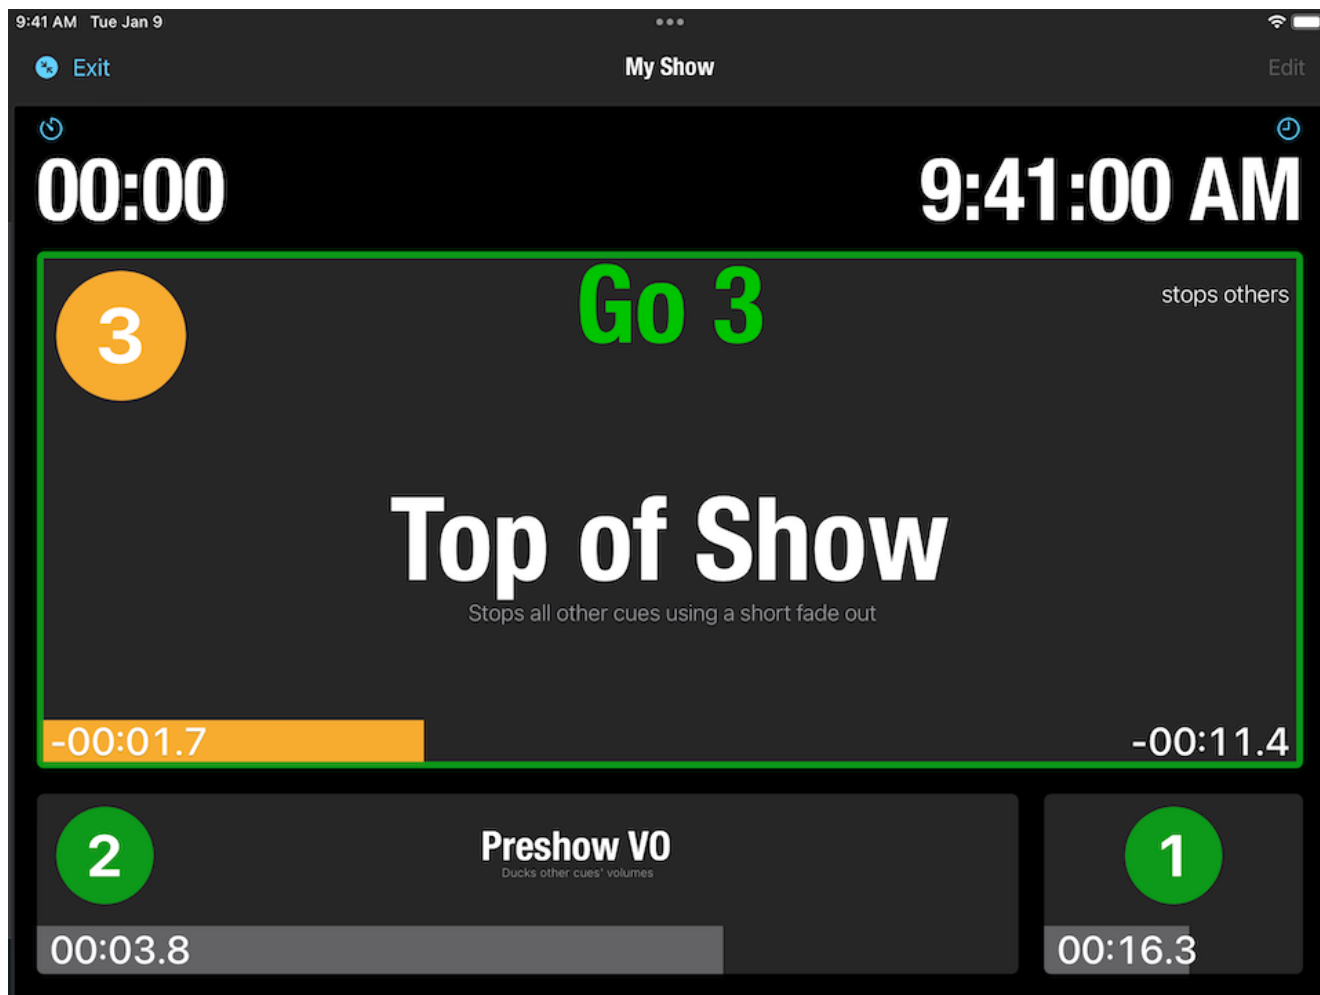 9:41 AM Tue Jan 9
Exit
My Show
Edit
00:00
9:41:00 AM
3
Go 3
stops others
Top of Show
Stops all other cues using a short fade out
-00:01.7
-00:11.4
2
Preshow VO
Ducks other cues' volumes
00:03.8
1
00:16.3